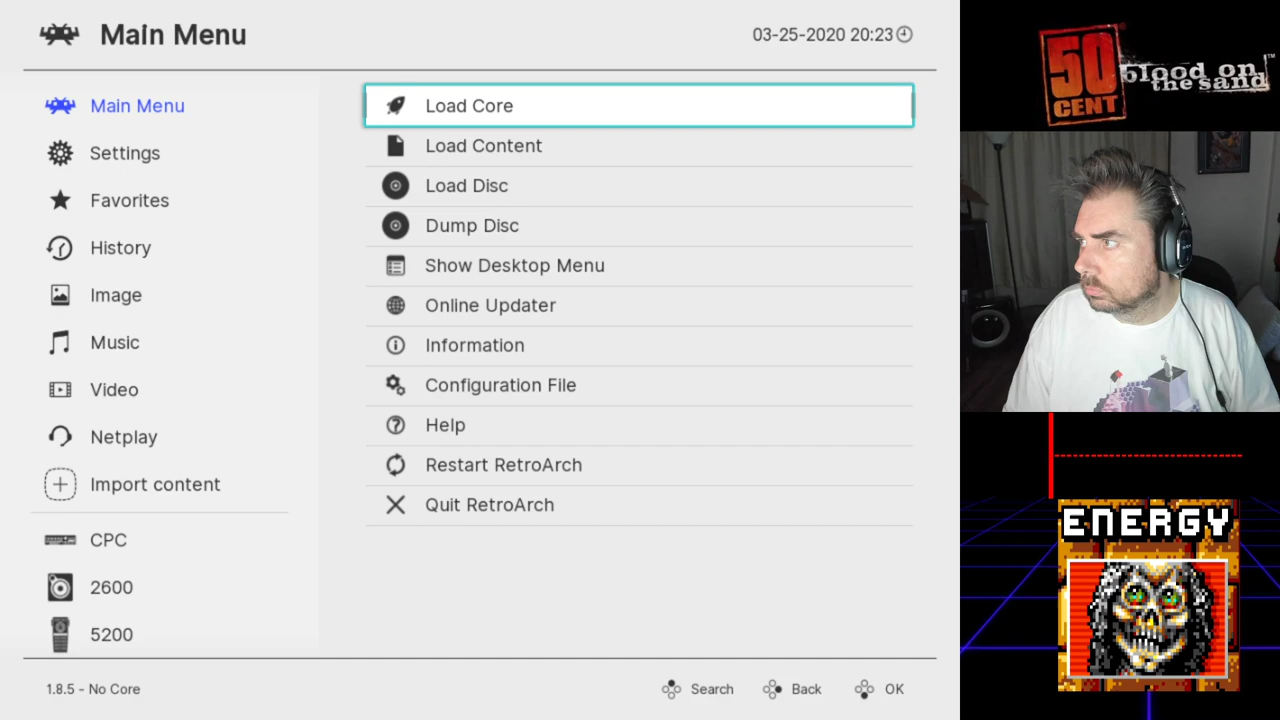 Main Menu
03-25-2020 20:23
Main Menu
Settings
Favorites
History
Image
Music
Video
Netplay
Import content
CPC
2600
5200
Load Core
Load Content
Load Disc
Dump Disc
Show Desktop Menu
Online Updater
Information
Configuration File
Help
Restart RetroArch
Quit RetroArch
1.8.5 - No Core
Search
Back
OK
50
CENT
blood on
the sand
TM
ENERGY